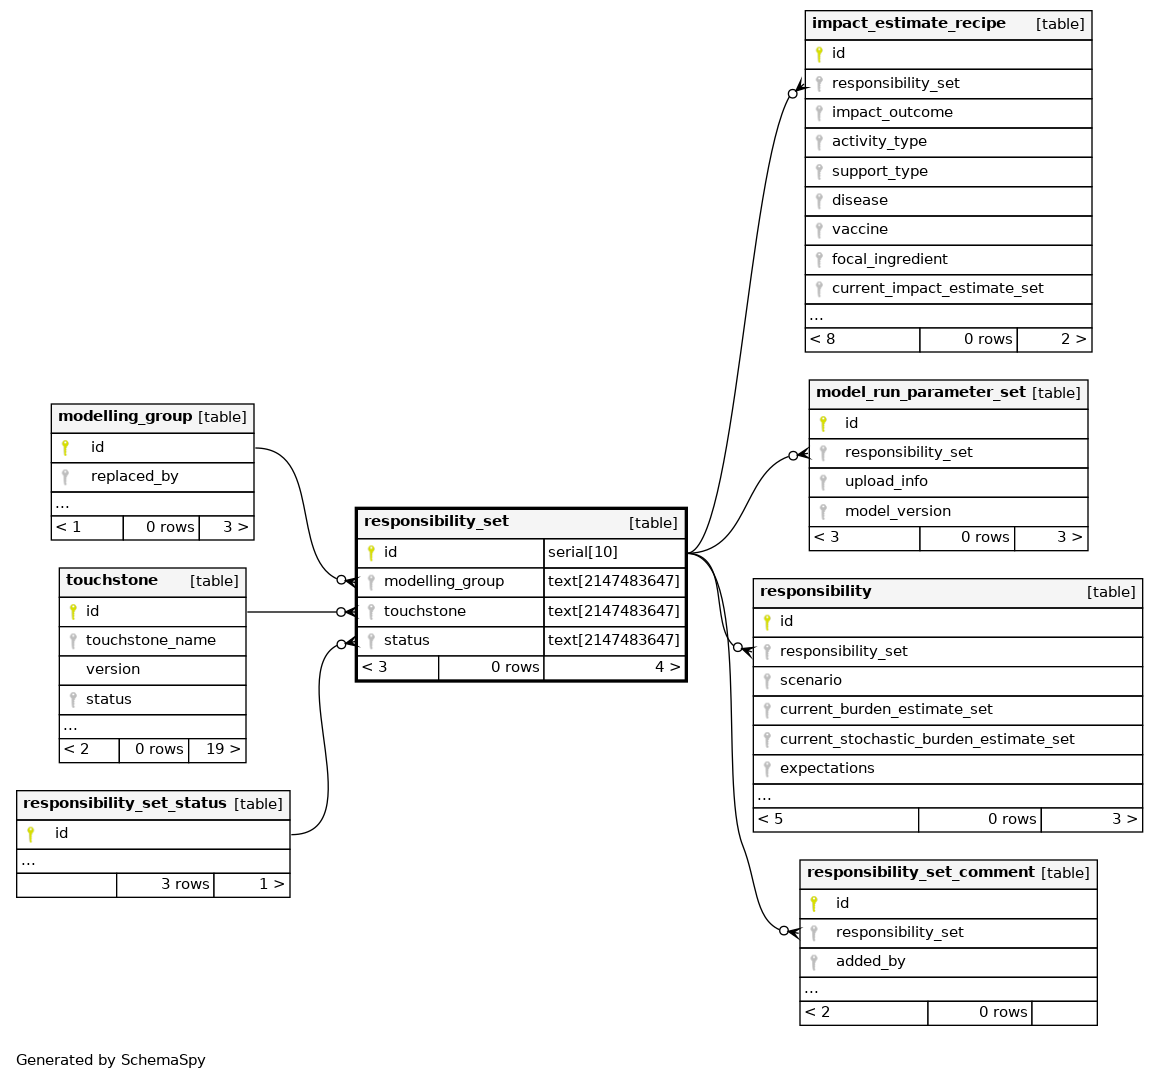 impact_estimate_recipe [table]
id
responsibility_set
impact_outcome
activity_type
support_type
disease
vaccine
focal_ingredient
current_impact_estimate_set
...
< 8 0 rows 2 >
modelling_group [table]
id
replaced_by
...
< 1 0 rows 3 >
touchstone [table]
id
touchstone_name
version
status
...
< 2 0 rows 19 >
responsibility_set_status [table]
id
...
3 rows 1 >
responsibility_set [table]
id serial[10]
modelling_group text[2147483647]
touchstone text[2147483647]
status text[2147483647]
< 3 0 rows 4 >
model_run_parameter_set [table]
id
responsibility_set
upload_info
model_version
< 3 0 rows 3 >
responsibility [table]
id
responsibility_set
scenario
current_burden_estimate_set
current_stochastic_burden_estimate_set
expectations
...
< 5 0 rows 3 >
responsibility_set_comment [table]
id
responsibility_set
added_by
...
< 2 0 rows
Generated by SchemaSpy